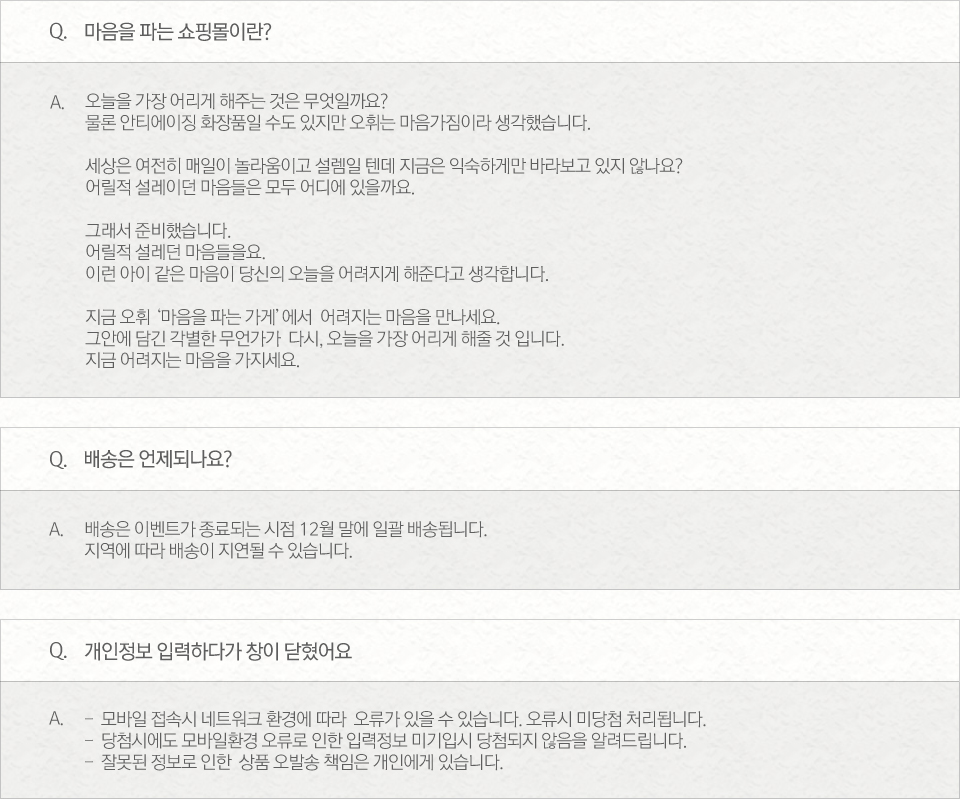 Q. 마음을 파는 쇼핑몰이란?
A. 오늘을 가장 어리게 해주는 것은 무엇일까요?
물론 안티에이징 화장품일 수도 있지만 오휘는 마음가짐이라 생각했습니다.
세상은 여전히 매일이 놀라움이고 설렘일 텐데 지금은 익숙하게만 바라보고 있지 않나요?
어릴적 설레이던 마음들은 모두 어디에 있을까요.
그래서 준비했습니다.
어릴적 설레던 마음들을요.
이런 아이 같은 마음이 당신의 오늘을 어려지게 해준다고 생각합니다.
지금 오휘 ‘마음을 파는 가게’에서 어려지는 마음을 만나세요.
그안에 담긴 각별한 무언가가 다시, 오늘을 가장 어리게 해줄 것 입니다.
지금 어려지는 마음을 가지세요.
Q. 배송은 언제되나요?
A. 배송은 이벤트가 종료되는 시점 12월 말에 일괄 배송됩니다.
지역에 따라 배송이 지연될 수 있습니다.
Q. 개인정보 입력하다가 창이 닫혔어요
A. - 모바일 접속시 네트워크 환경에 따라 오류가 있을 수 있습니다. 오류시 미당첨 처리됩니다.
- 당첨시에도 모바일환경 오류로 인한 입력정보 미기입시 당첨되지 않음을 알려드립니다.
- 잘못된 정보로 인한 상품 오발송 책임은 개인에게 있습니다.